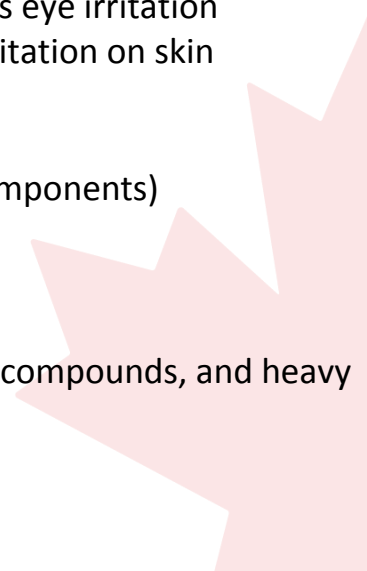 s eye irritation
itation on skin
mponents)
compounds, and heavy